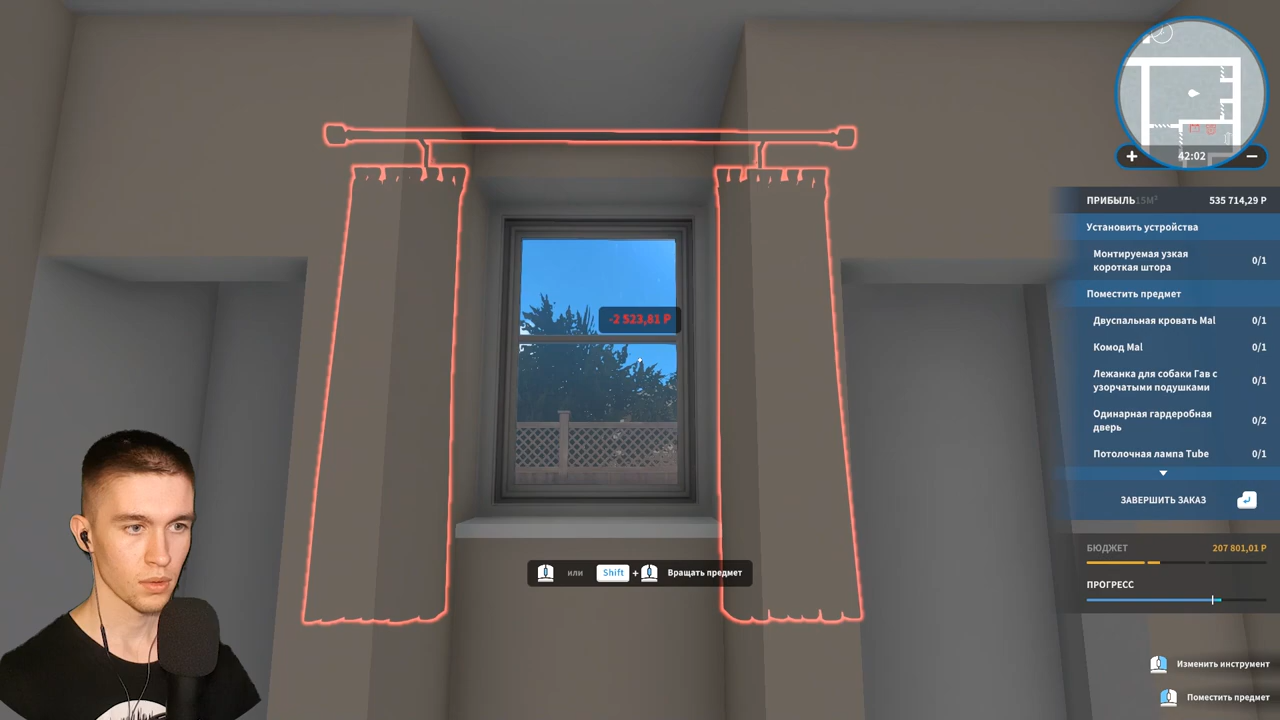 42:02
ПРИБЫЛЬ 15М² 535 714,29 Р
Установить устройства
Монтируемая узкая
короткая штора 0/1
Поместить предмет
Двуспальная кровать Mal 0/1
Комод Mal 0/1
Лежанка для собаки Гав с
узорчатыми подушками 0/1
Одинарная гардеробная
дверь 0/2
Потолочная лампа Tube 0/1
ЗАВЕРШИТЬ ЗАКАЗ
БЮДЖЕТ 207 801,01 Р
ПРОГРЕСС
-2 523,81 Р
или Shift + Вращать предмет
Изменить инструмент
Поместить предмет